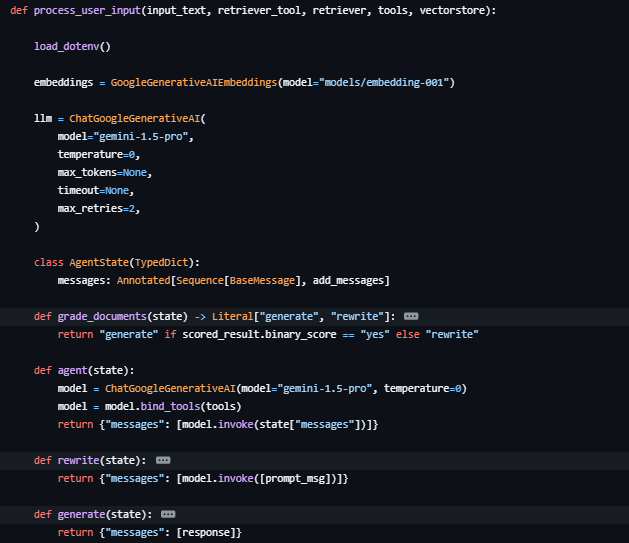 def process_user_input(input_text, retriever_tool, retriever, tools, vectorstore):
load_dotenv()
embeddings = GoogleGenerativeAIEmbeddings(model="models/embedding-001")
llm = ChatGoogleGenerativeAI(
model="gemini-1.5-pro",
temperature=0,
max_tokens=None,
timeout=None,
max_retries=2,
)
class AgentState(TypedDict):
messages: Annotated[Sequence[BaseMessage], add_messages]
def grade_documents(state) -> Literal["generate", "rewrite"]:
return "generate" if scored_result.binary_score == "yes" else "rewrite"
def agent(state):
model = ChatGoogleGenerativeAI(model="gemini-1.5-pro", temperature=0)
model = model.bind_tools(tools)
return {"messages": [model.invoke(state["messages"])]}
def rewrite(state):
return {"messages": [model.invoke([prompt_msg])]}
def generate(state):
return {"messages": [response]}